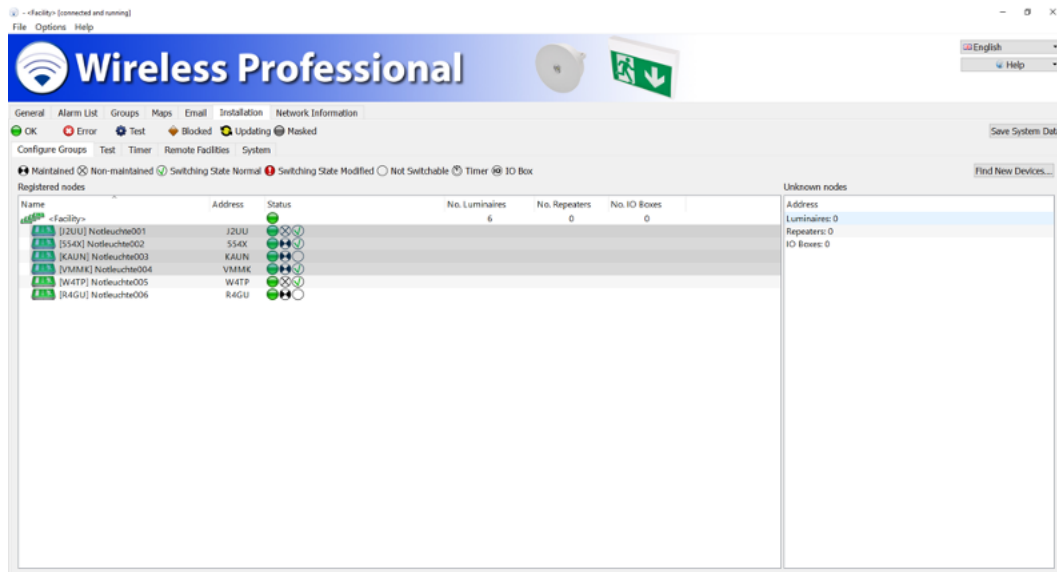 - <Facility> [connected and running]
File Options Help
Wireless Professional
English
Help
General Alarm List Groups Maps Email Installation Network Information
OK Error Test Blocked Updating Masked
Save System Dat
Configure Groups Test Timer Remote Facilities System
Maintained Non-maintained Switching State Normal Switching State Modified Not Switchable Timer IO Box
Find New Devices...
Registered nodes
Unknown nodes
Name Address Status No. Luminaires No. Repeaters No. IO Boxes
Address
<Facility> 6 0 0
Luminaires: 0
[J2UU] Notleuchte001 J2UU
Repeaters: 0
[554X] Notleuchte002 554X
IO Boxes: 0
[KAUN] Notleuchte003 KAUN
[VMMK] Notleuchte004 VMMK
[W4TP] Notleuchte005 W4TP
[R4GU] Notleuchte006 R4GU